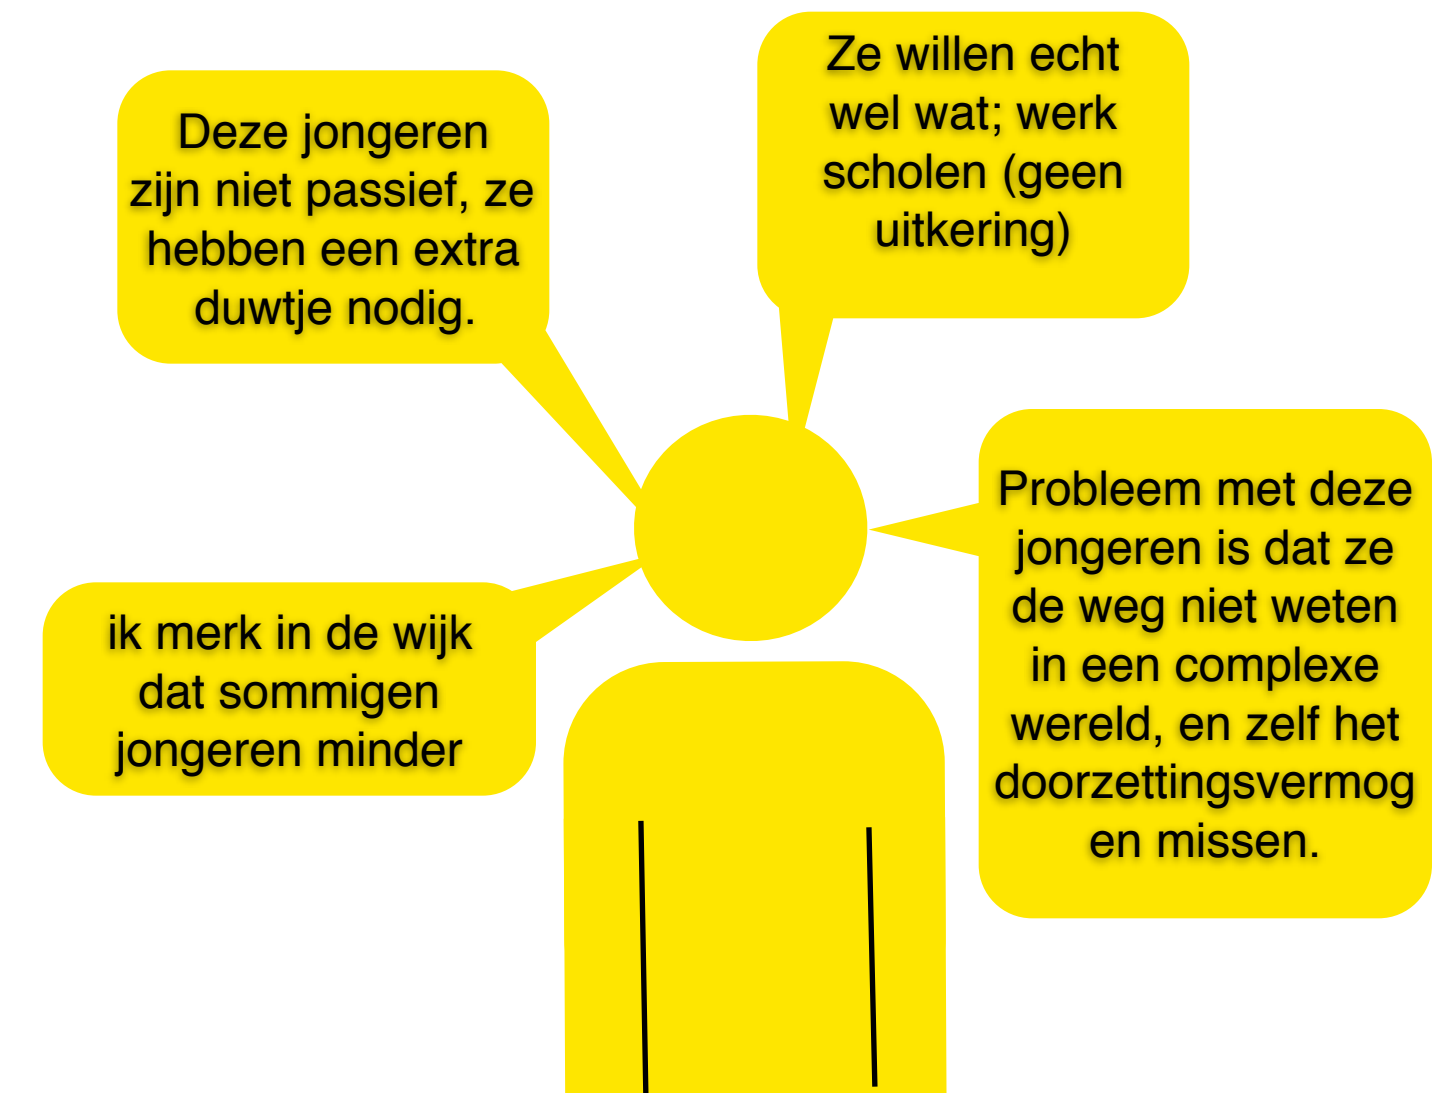 Deze jongeren
zijn niet passief, ze
hebben een extra
duwtje nodig.
Ze willen echt
wel wat; werk
scholen (geen
uitkering)
ik merk in de wijk
dat sommigen
jongeren minder
Probleem met deze
jongeren is dat ze
de weg niet weten
in een complexe
wereld, en zelf het
doorzettingsvermog
en missen.